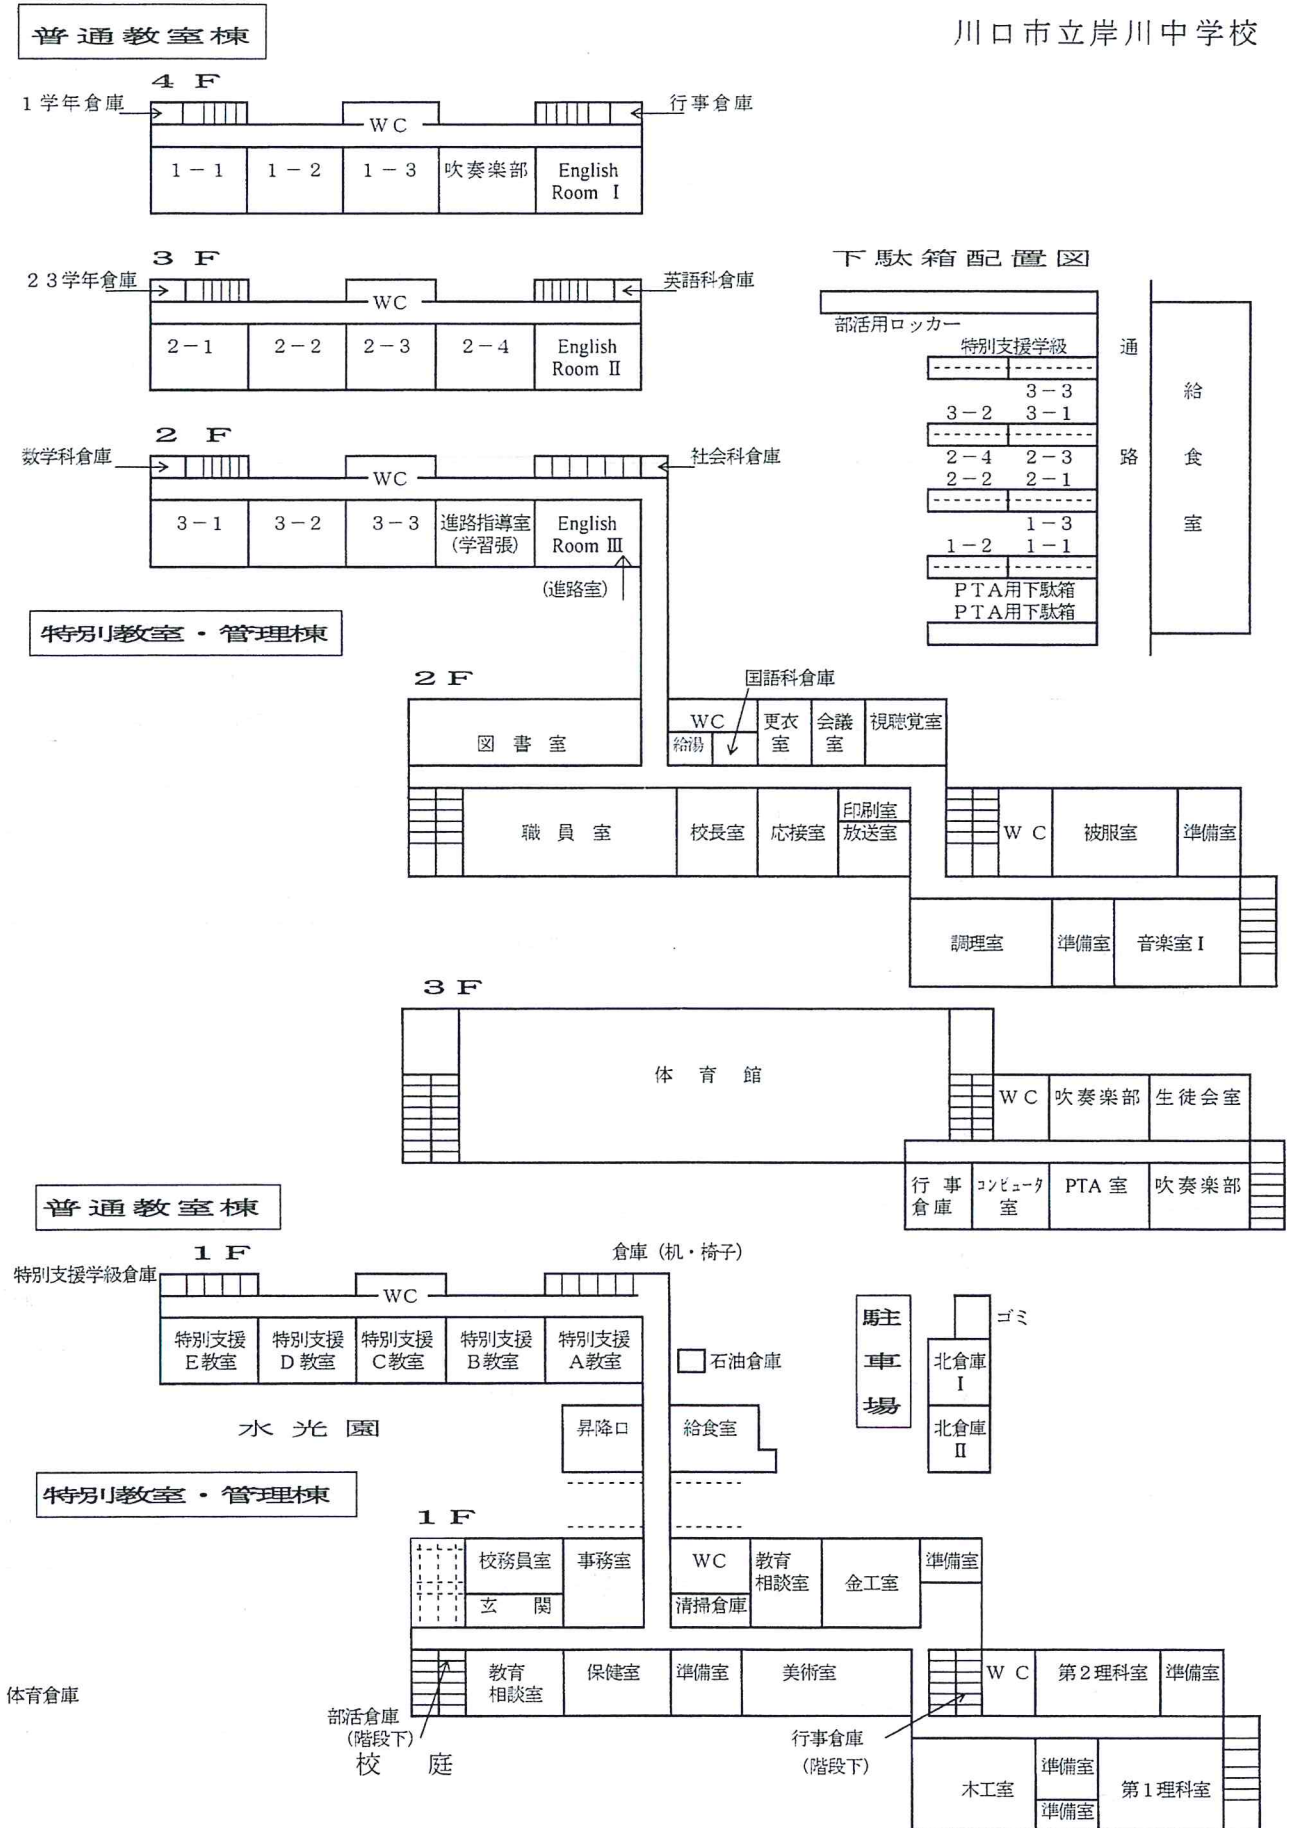 普通教室棟
川口市立岸川中学校
4 F
1学年倉庫
行事倉庫
WC
1－1
1－2
1－3
吹奏楽部
English
Room Ⅰ
3 F
23学年倉庫
英語科倉庫
WC
2－1
2－2
2－3
2－4
English
Room Ⅱ
下駄箱配置図
部活用ロッカー
特別支援学級
3－3
3－2 3－1
2－4 2－3
2－2 2－1
1－3
1－2 1－1
PTA用下駄箱
PTA用下駄箱
通路
給食室
2 F
数学科倉庫
社会科倉庫
WC
3－1
3－2
3－3
進路指導室
(学習張)
English
Room Ⅲ
(進路室)
特別教室・管理棟
2 F
国語科倉庫
図書室
WC
給湯
更衣
室
会議
室
視聴覚室
職員室
校長室
応接室
印刷室
放送室
WC
被服室
準備室
調理室
準備室
音楽室Ⅰ
3 F
体育館
WC
吹奏楽部
生徒会室
行事
倉庫
コンピュータ
室
PTA室
吹奏楽部
普通教室棟
1 F
倉庫（机・椅子）
特別支援学級倉庫
WC
特別支援
E教室
特別支援
D教室
特別支援
C教室
特別支援
B教室
特別支援
A教室
石油倉庫
駐車場
ゴミ
北倉庫
Ⅰ
北倉庫
Ⅱ
水光園
昇降口
給食室
特別教室・管理棟
1 F
校務員室
玄関
事務室
WC
清掃倉庫
教育
相談室
金工室
準備室
教育
相談室
保健室
準備室
美術室
WC
第2理科室
準備室
体育倉庫
部活倉庫
(階段下)
校庭
行事倉庫
(階段下)
木工室
準備室
準備室
第1理科室